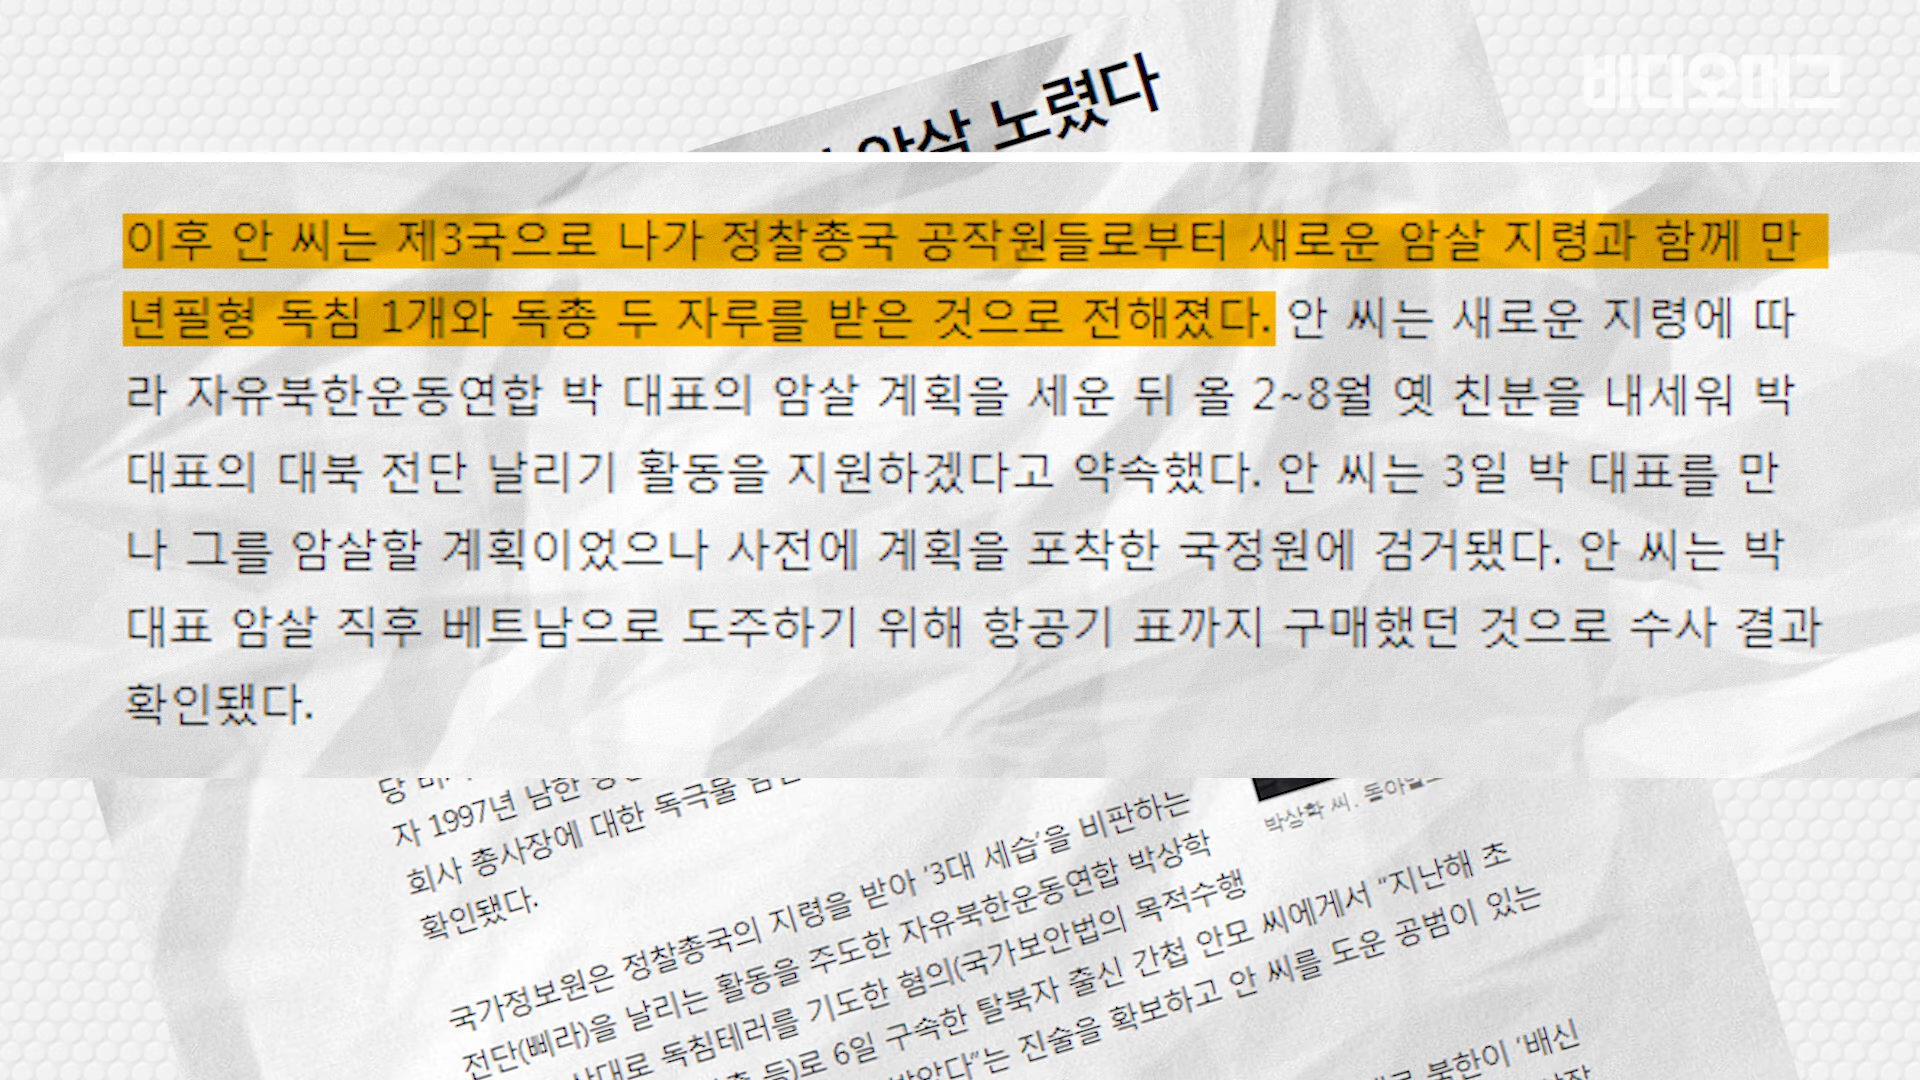 비디오머그
암살 노렸다
이후 안 씨는 제3국으로 나가 정찰총국 공작원들로부터 새로운 암살 지령과 함께 만
년필형 독침 1개와 독총 두 자루를 받은 것으로 전해졌다. 안 씨는 새로운 지령에 따
라 자유북한운동연합 박 대표의 암살 계획을 세운 뒤 올 2~8월 옛 친분을 내세워 박
대표의 대북 전단 날리기 활동을 지원하겠다고 약속했다. 안 씨는 3일 박 대표를 만
나 그를 암살할 계획이었으나 사전에 계획을 포착한 국정원에 검거됐다. 안 씨는 박
대표 암살 직후 베트남으로 도주하기 위해 항공기 표까지 구매했던 것으로 수사 결과
확인됐다.
당
자 1997년 남한
회사 총사장에 대한 독극물
확인됐다.
박상학 씨.
국가정보원은 정찰총국의 지령을 받아 '3대 세습'을 비판하는
전단(삐라)을 날리는 활동을 주도한 자유북한운동연합 박상학
상대로 독침테러를 기도한 혐의(국가보안법의 목적수행
등)로 6일 구속한 탈북자 출신 간첩 안모 씨에게서 "지난해 초
받았다"는 진술을 확보하고 안 씨를 도운 공범이 있는
북한이 '배신